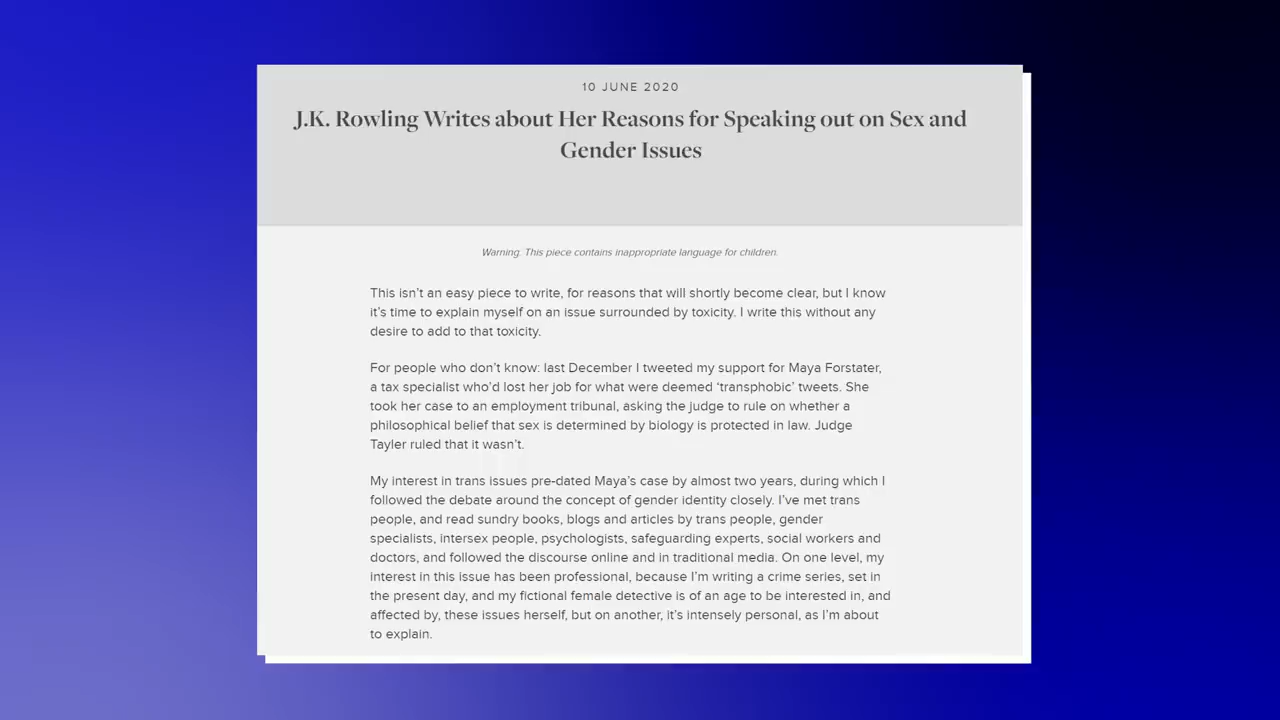 10 JUNE 2020
J.K. Rowling Writes about Her Reasons for Speaking out on Sex and
Gender Issues
Warning: This piece contains inappropriate language for children.
This isn’t an easy piece to write, for reasons that will shortly become clear, but I know
it’s time to explain myself on an issue surrounded by toxicity. I write this without any
desire to add to that toxicity.
For people who don’t know: last December I tweeted my support for Maya Forstater,
a tax specialist who’d lost her job for what were deemed ‘transphobic’ tweets. She
took her case to an employment tribunal, asking the judge to rule on whether a
philosophical belief that sex is determined by biology is protected in law. Judge
Tayler ruled that it wasn’t.
My interest in trans issues pre-dated Maya’s case by almost two years, during which I
followed the debate around the concept of gender identity closely. I’ve met trans
people, and read sundry books, blogs and articles by trans people, gender
specialists, intersex people, psychologists, safeguarding experts, social workers and
doctors, and followed the discourse online and in traditional media. On one level, my
interest in this issue has been professional, because I’m writing a crime series, set in
the present day, and my fictional female detective is of an age to be interested in, and
affected by, these issues herself, but on another, it’s intensely personal, as I’m about
to explain.